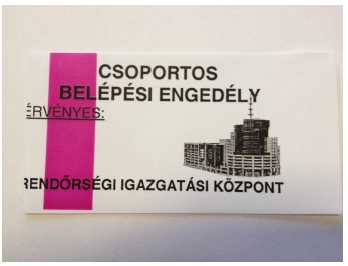 CSOPORTOS
BELÉPÉSI ENGEDÉLY
ÉRVÉNYES:
RENDŐRSÉGI IGAZGATÁSI KÖZPONT